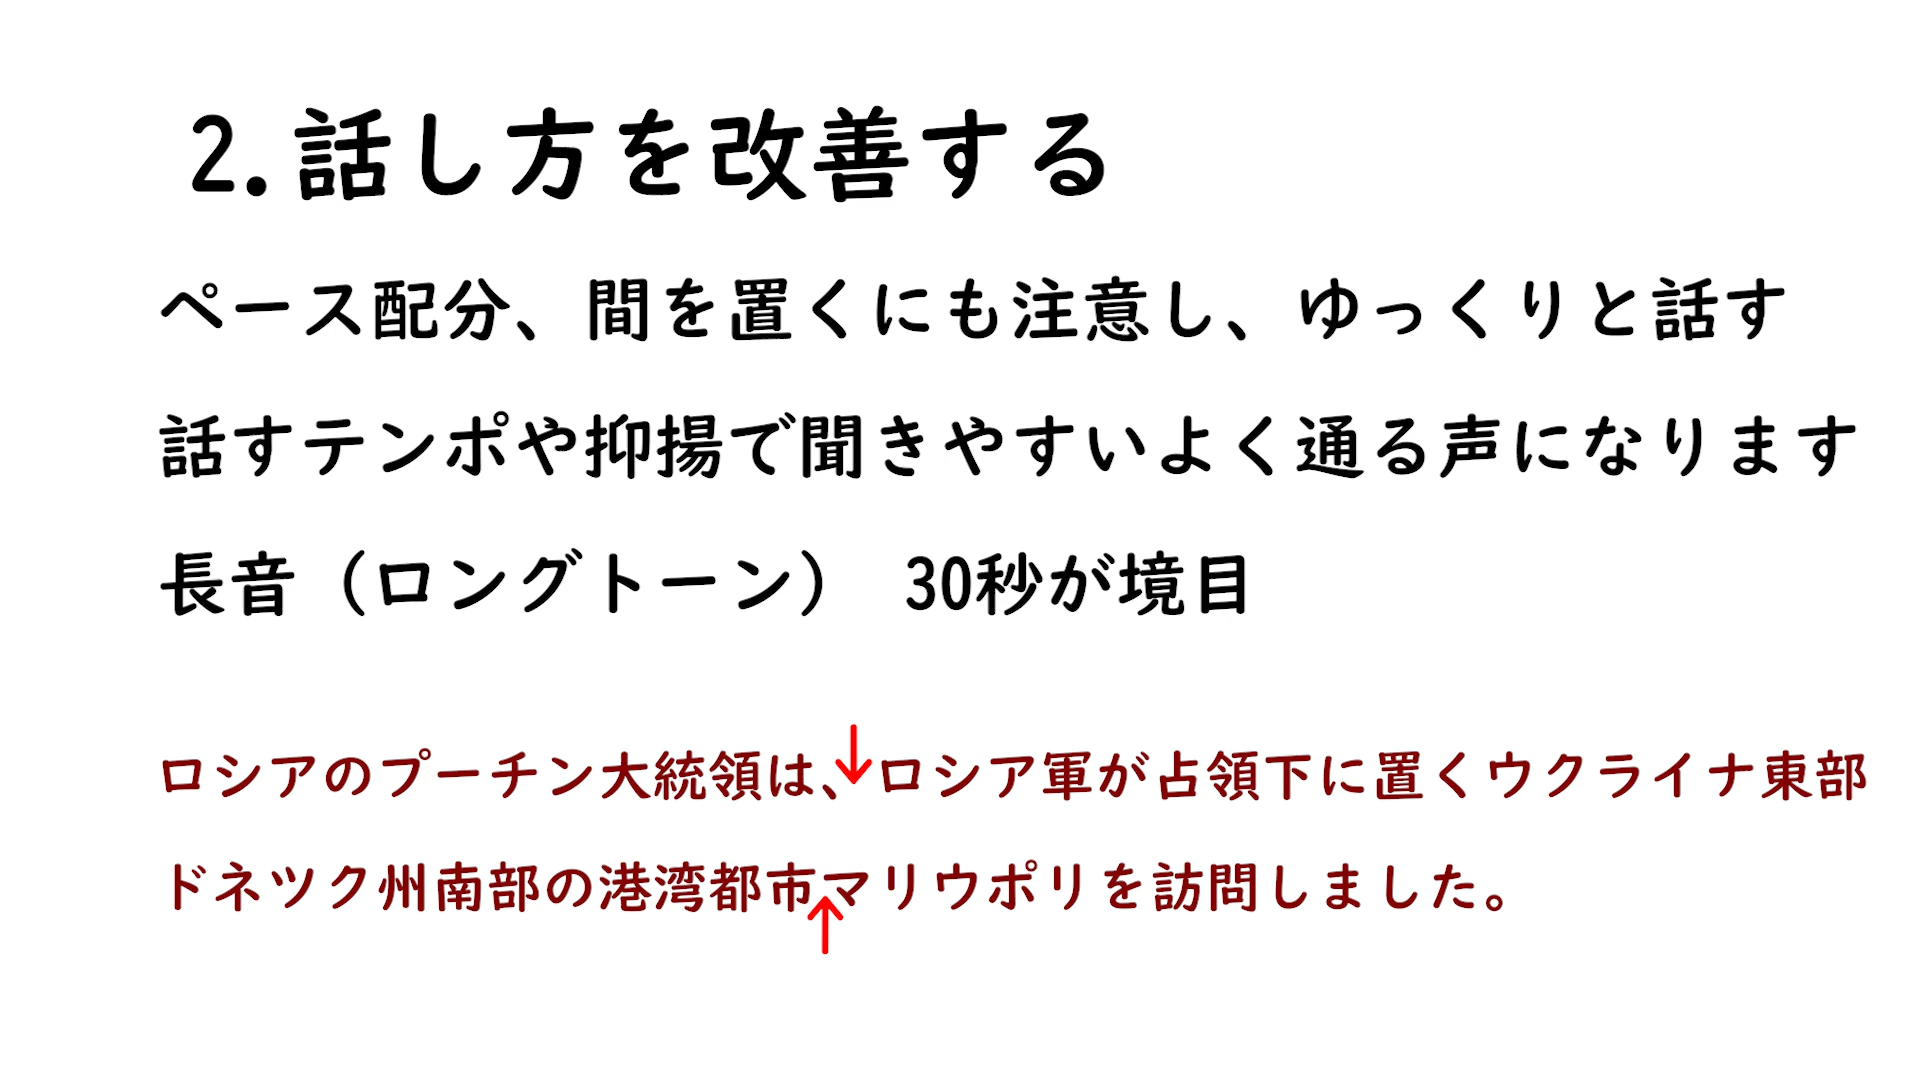 2.話し方を改善する
ペース配分、間を置くにも注意し、ゆっくりと話す
話すテンポや抑揚で聞きやすいよく通る声になります
長音（ロングトーン）　30秒が境目
ロシアのプーチン大統領は、ロシア軍が占領下に置くウクライナ東部
ドネツク州南部の港湾都市マリウポリを訪問しました。